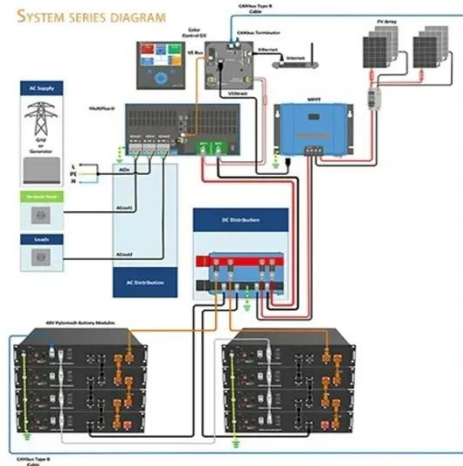 SYSTEM SERIES DIAGRAM
CANbus Type B
Cable
Color
Control GX
CANbus Terminator
PV Array
VE.Bus
Ethernet
Internet
AC Supply
VE.Direct
MultiPlus-II
MPPT
Grid
or
Generator
L
PE
N
ACin
ACout1
DC Distribution
Loads
ACout2
AC Distribution
48V Pylontech Battery Modules
CANbus Type B
Cable